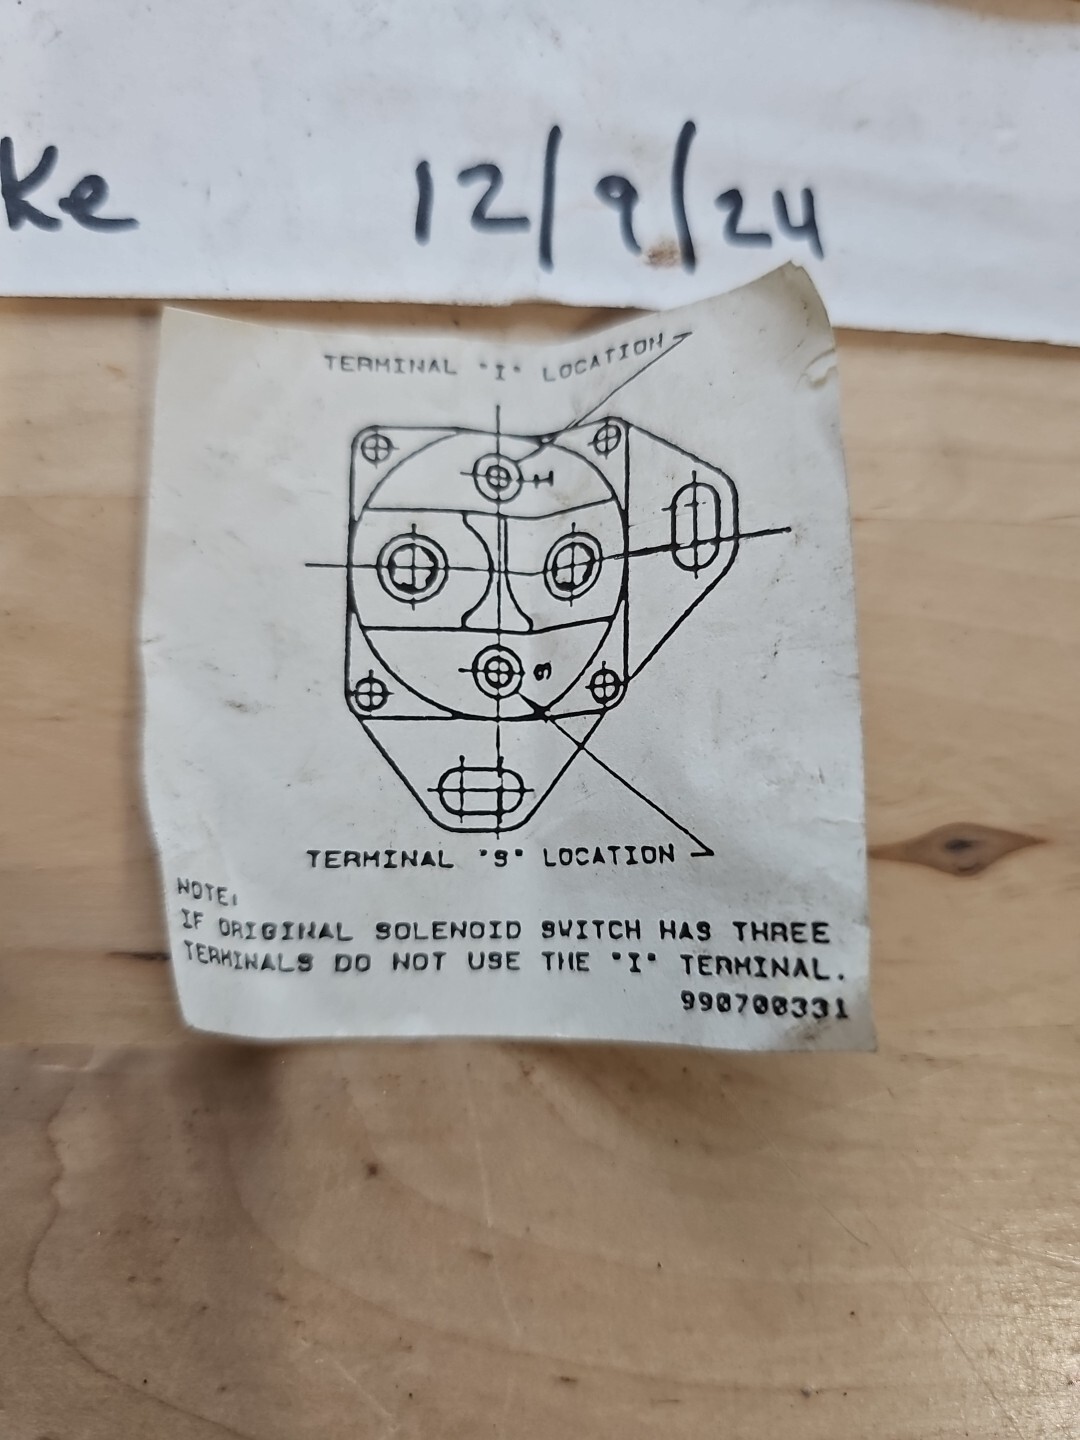 Ke 12/9/24
TERMINAL "I" LOCATION
I
S
TERMINAL "S" LOCATION
NOTE:
IF ORIGINAL SOLENOID SWITCH HAS THREE
TERMINALS DO NOT USE THE "I" TERMINAL.
990700331